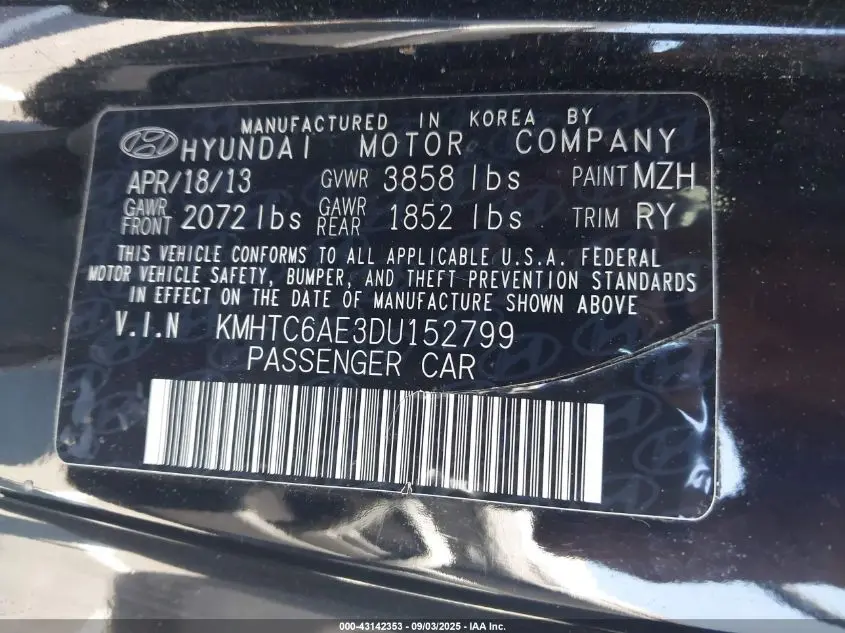 MANUFACTURED IN KOREA BY
HYUNDAI MOTOR COMPANY
APR/18/13 GVWR 3858 lbs PAINT MZH
GAWR FRONT 2072 lbs GAWR REAR 1852 lbs TRIM RY
THIS VEHICLE CONFORMS TO ALL APPLICABLE U.S.A. FEDERAL
MOTOR VEHICLE SAFETY, BUMPER, AND THEFT PREVENTION STANDARDS
IN EFFECT ON THE DATE OF MANUFACTURE SHOWN ABOVE
V.I.N KMHTC6AE3DU152799
PASSENGER CAR
000-43142353 - 09/03/2025 - IAA Inc.